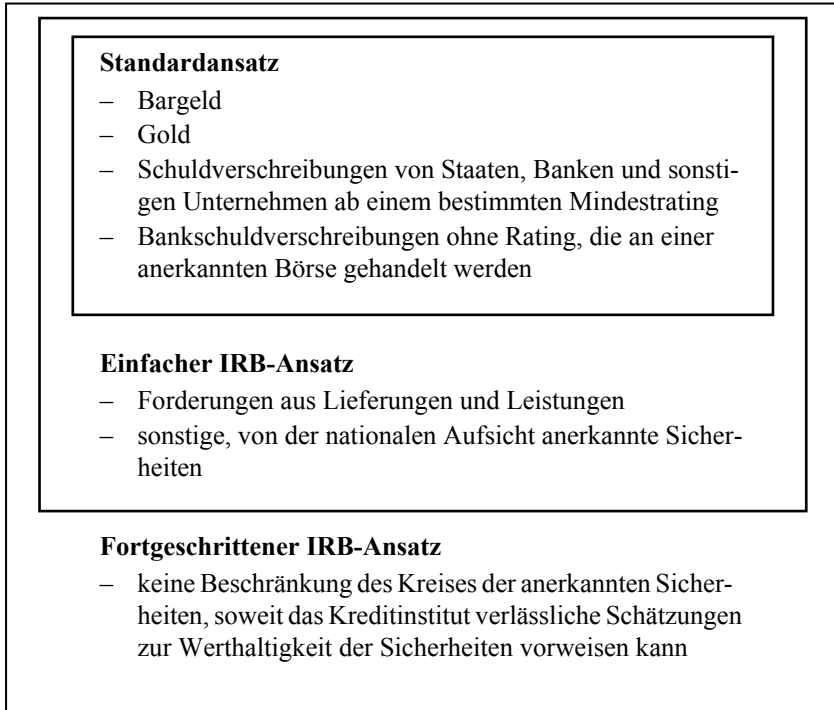 Standardansatz
– Bargeld
– Gold
– Schuldverschreibungen von Staaten, Banken und sonsti-
gen Unternehmen ab einem bestimmten Mindestrating
– Bankschuldverschreibungen ohne Rating, die an einer
anerkannten Börse gehandelt werden
Einfacher IRB-Ansatz
– Forderungen aus Lieferungen und Leistungen
– sonstige, von der nationalen Aufsicht anerkannte Sicher-
heiten
Fortgeschrittener IRB-Ansatz
– keine Beschränkung des Kreises der anerkannten Sicher-
heiten, soweit das Kreditinstitut verlässliche Schätzungen
zur Werthaltigkeit der Sicherheiten vorweisen kann